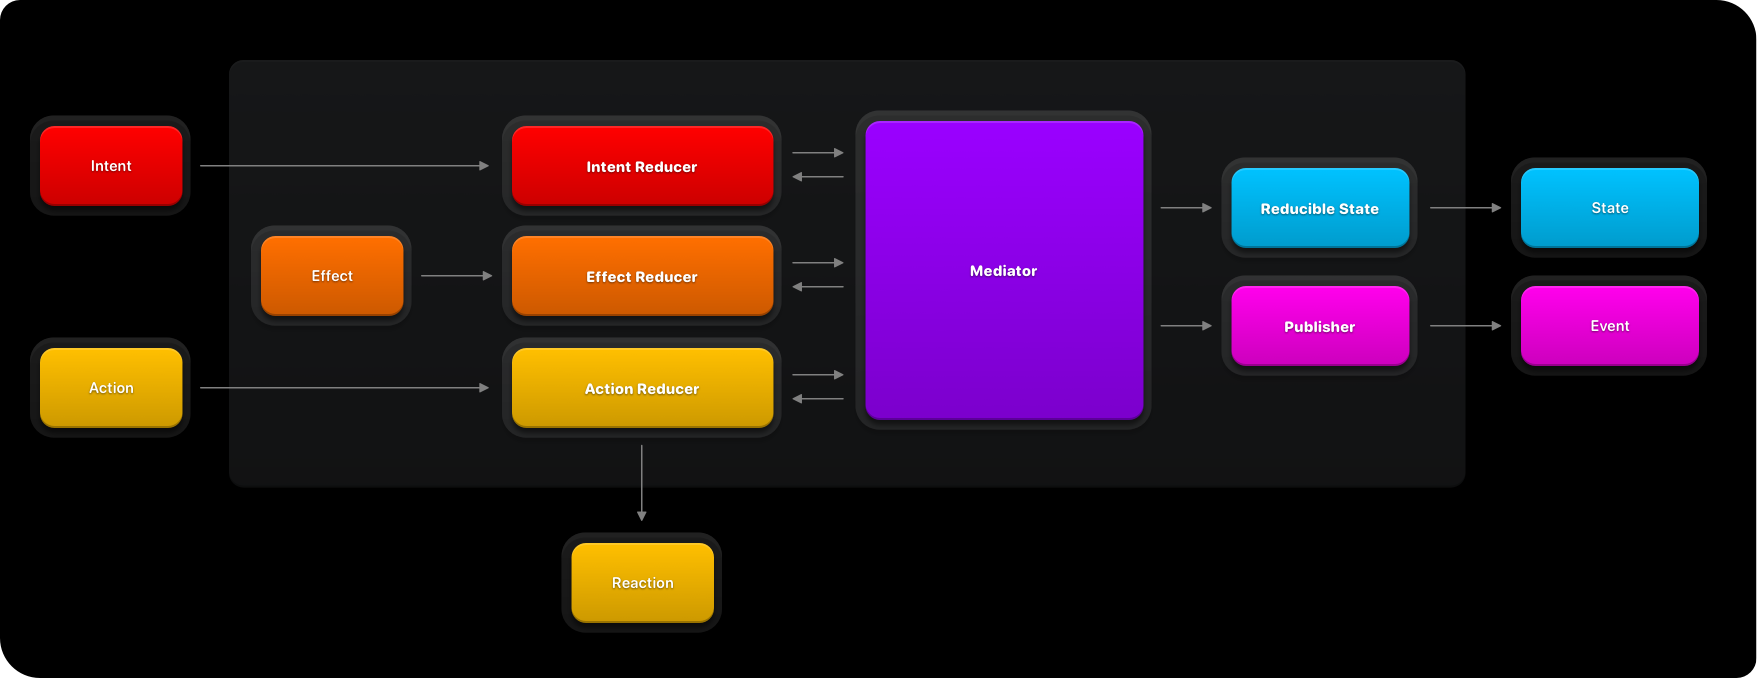 Intent
Intent Reducer
Effect
Effect Reducer
Action
Action Reducer
Mediator
Reducible State
State
Publisher
Event
Reaction